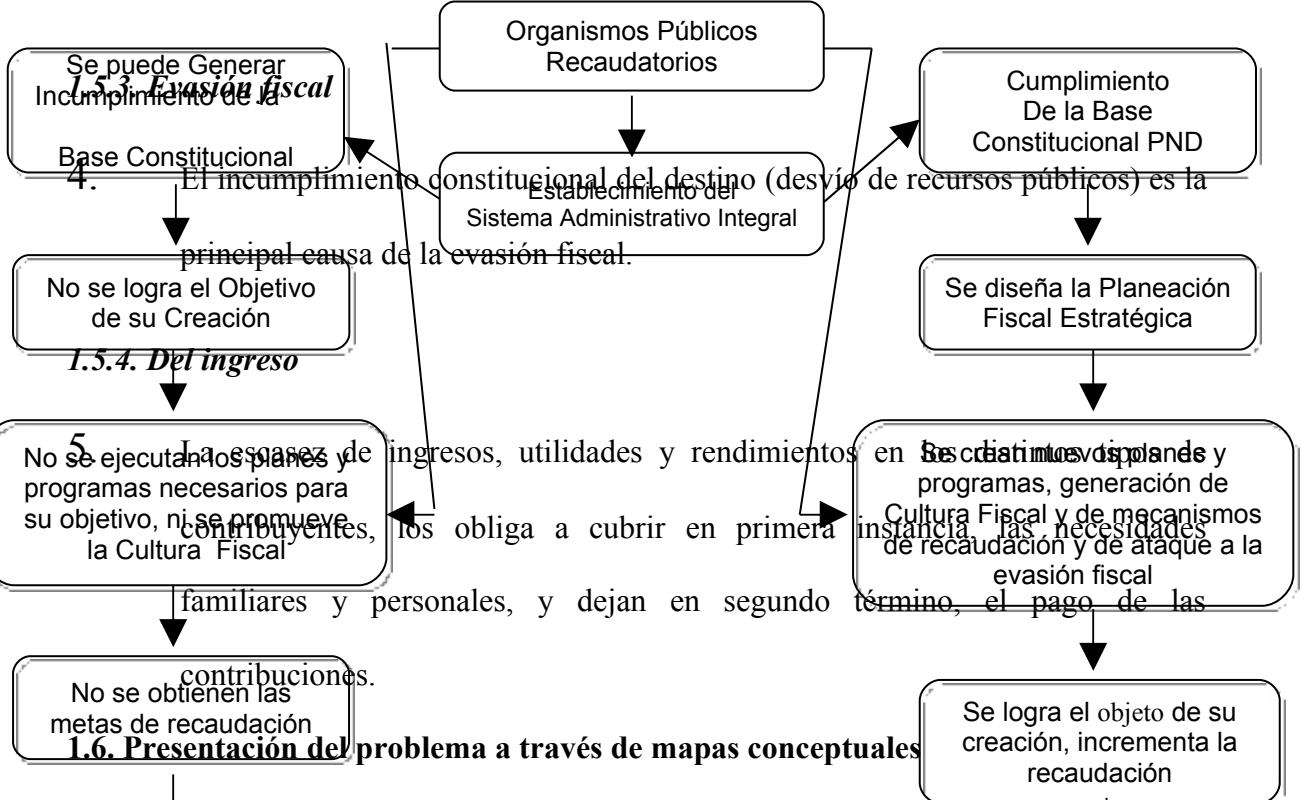 Organismos Públicos
Recaudatorios
Se puede Generar
Incumplimiento de la
Base Constitucional
Cumplimiento
De la Base
Constitucional PND
Establecimiento del
Sistema Administrativo Integral
No se logra el Objetivo
de su Creación
Se diseña la Planeación
Fiscal Estratégica
No se ejecutan los planes y
programas necesarios para
su objetivo, ni se promueve
la Cultura Fiscal
Se crean nuevos planes y
programas, generación de
Cultura Fiscal y de mecanismos
de recaudación y de ataque a la
evasión fiscal
No se obtienen las
metas de recaudación
Se logra el objeto de su
creación, incrementa la
recaudación
1.5.3. Evasión fiscal
4. El incumplimiento constitucional del destino (desvío de recursos públicos) es la
principal causa de la evasión fiscal.
1.5.4. Del ingreso
5. La escasez de ingresos, utilidades y rendimientos en los distintos tipos de
contribuyentes, los obliga a cubrir en primera instancia, las necesidades
familiares y personales, y dejan en segundo término, el pago de las
contribuciones.
1.6. Presentación del problema a través de mapas conceptuales